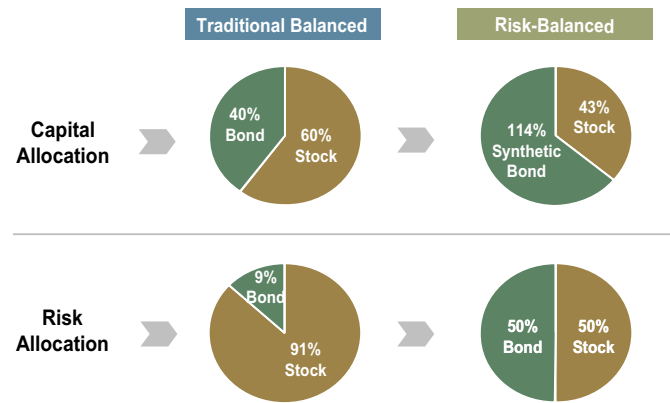 Traditional Balanced
Risk-Balanced
Capital
Allocation
40%
Bond
60%
Stock
114%
Synthetic
Bond
43%
Stock
Risk
Allocation
9%
Bond
91%
Stock
50%
Bond
50%
Stock